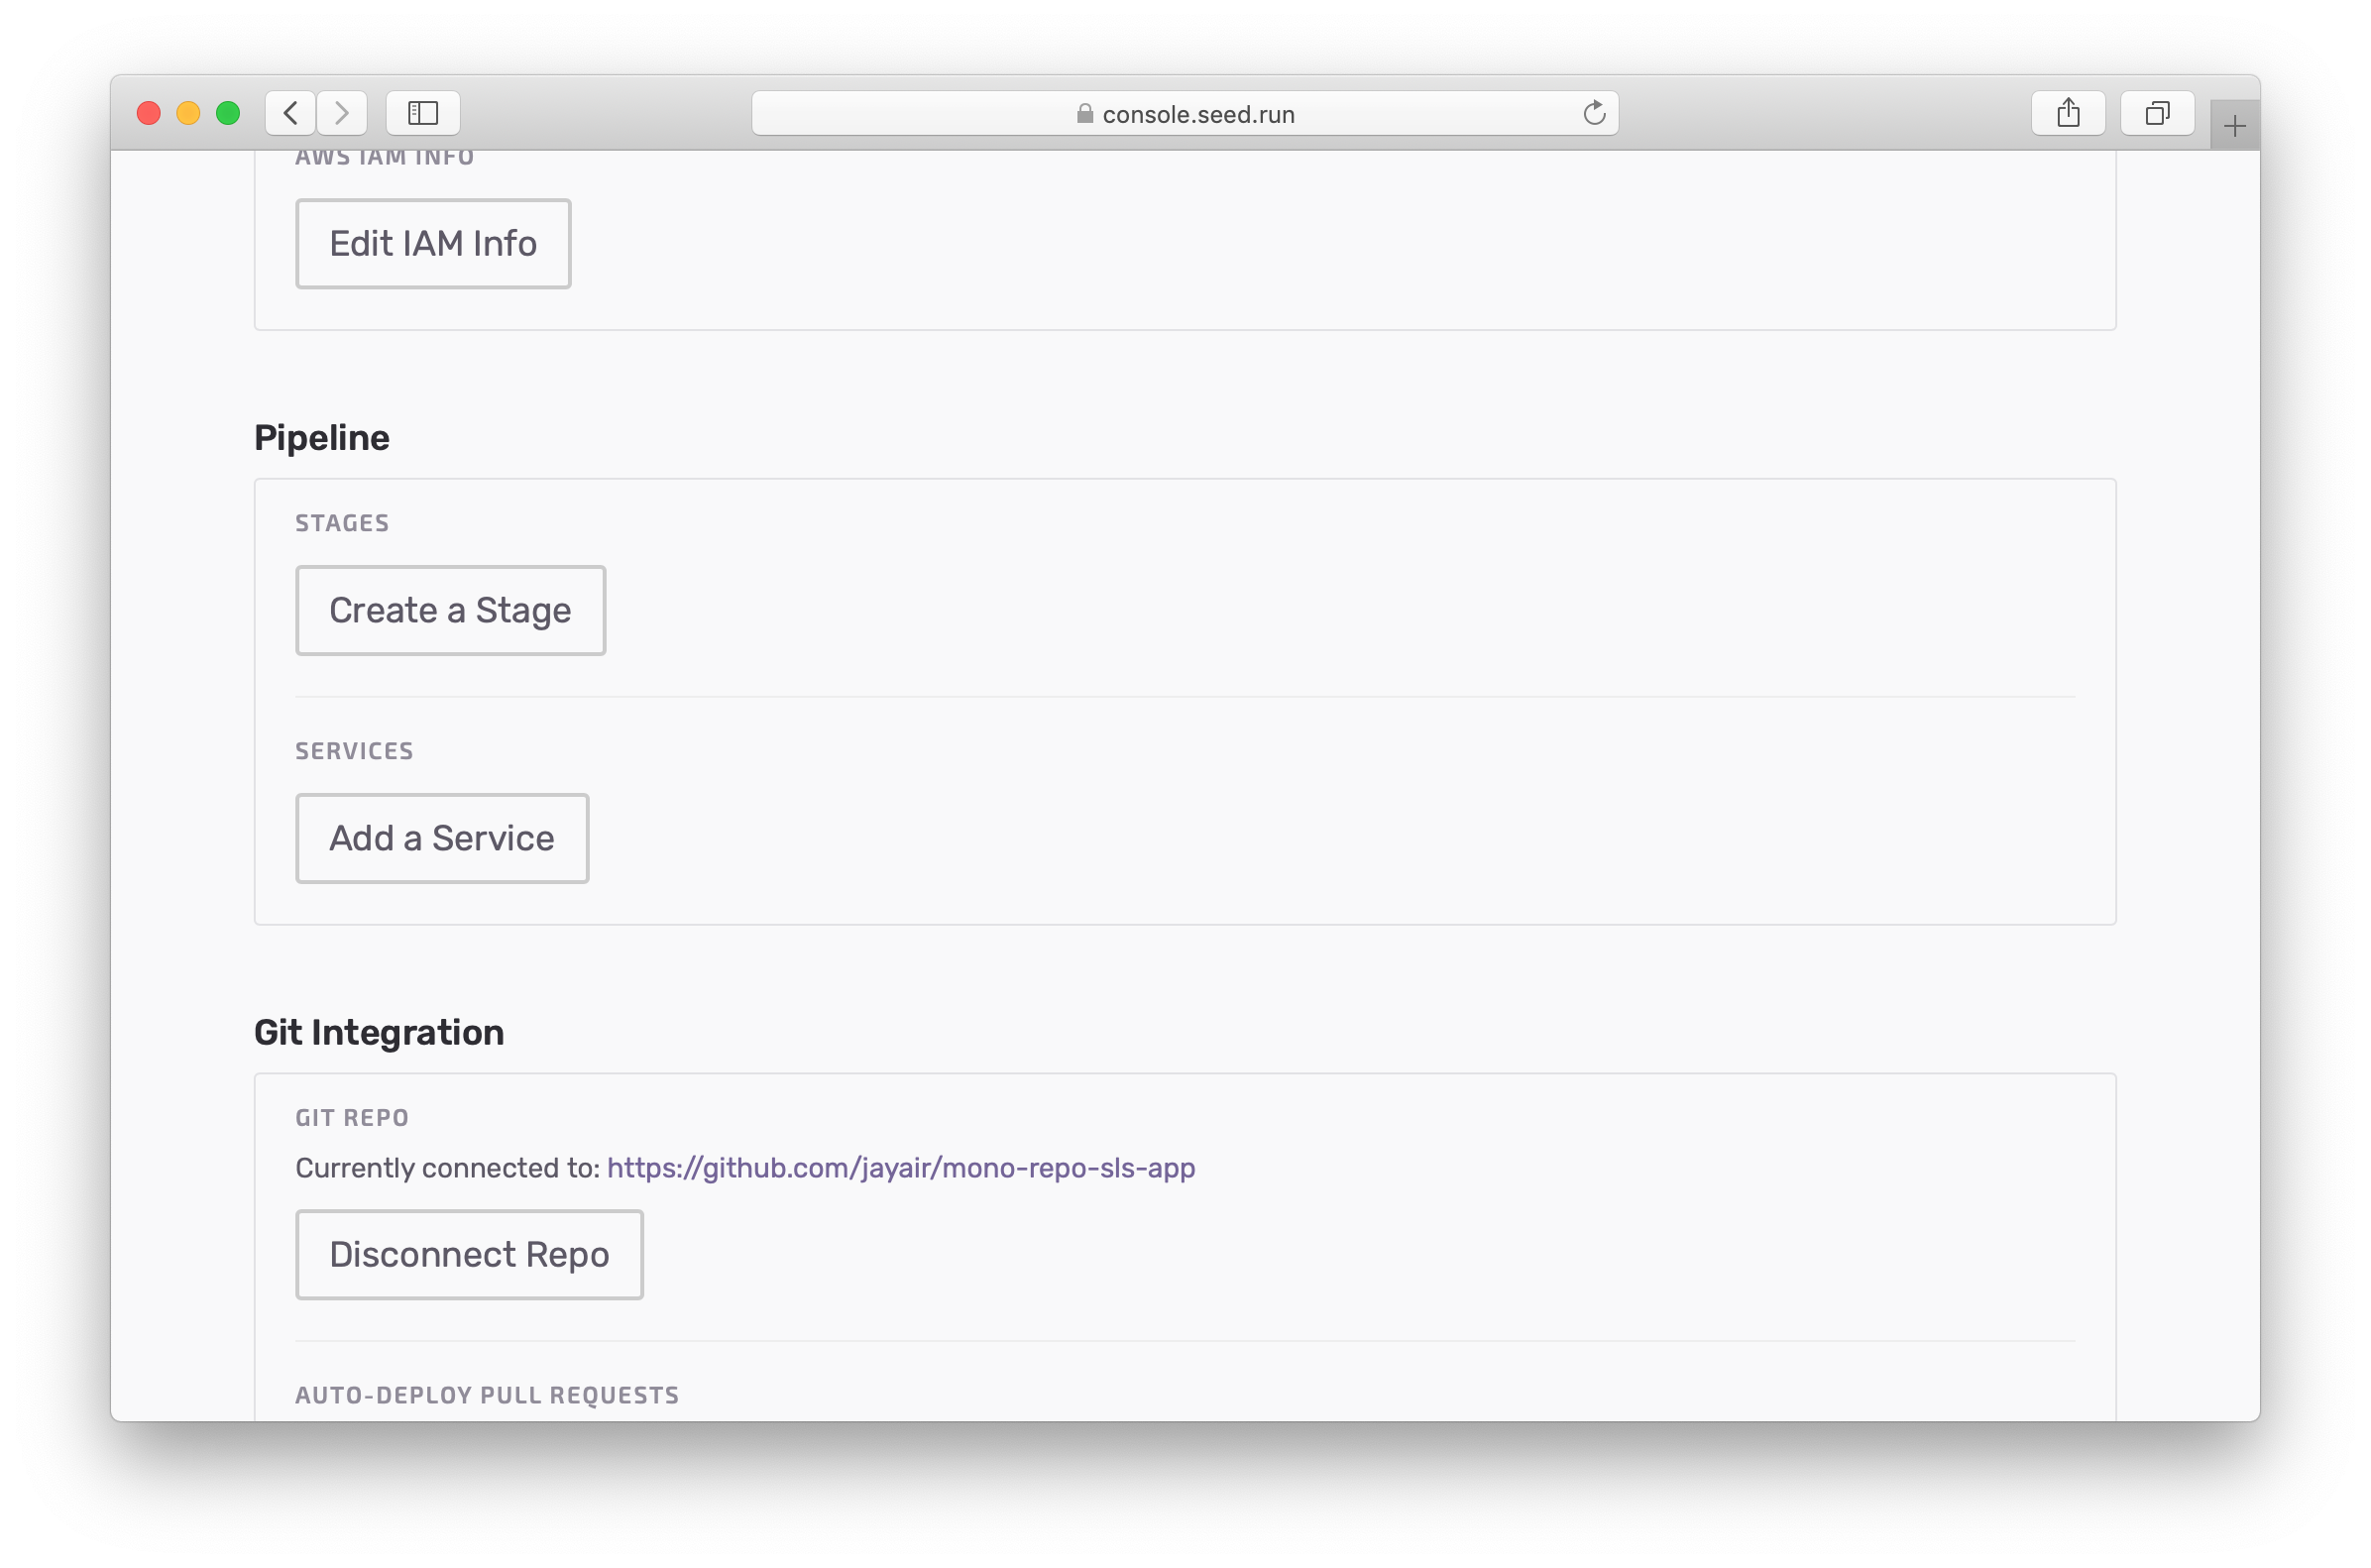 console.seed.run
AWS IAM INFO
Edit IAM Info
Pipeline
STAGES
Create a Stage
SERVICES
Add a Service
Git Integration
GIT REPO
Currently connected to: https://github.com/jayair/mono-repo-sls-app
Disconnect Repo
AUTO-DEPLOY PULL REQUESTS